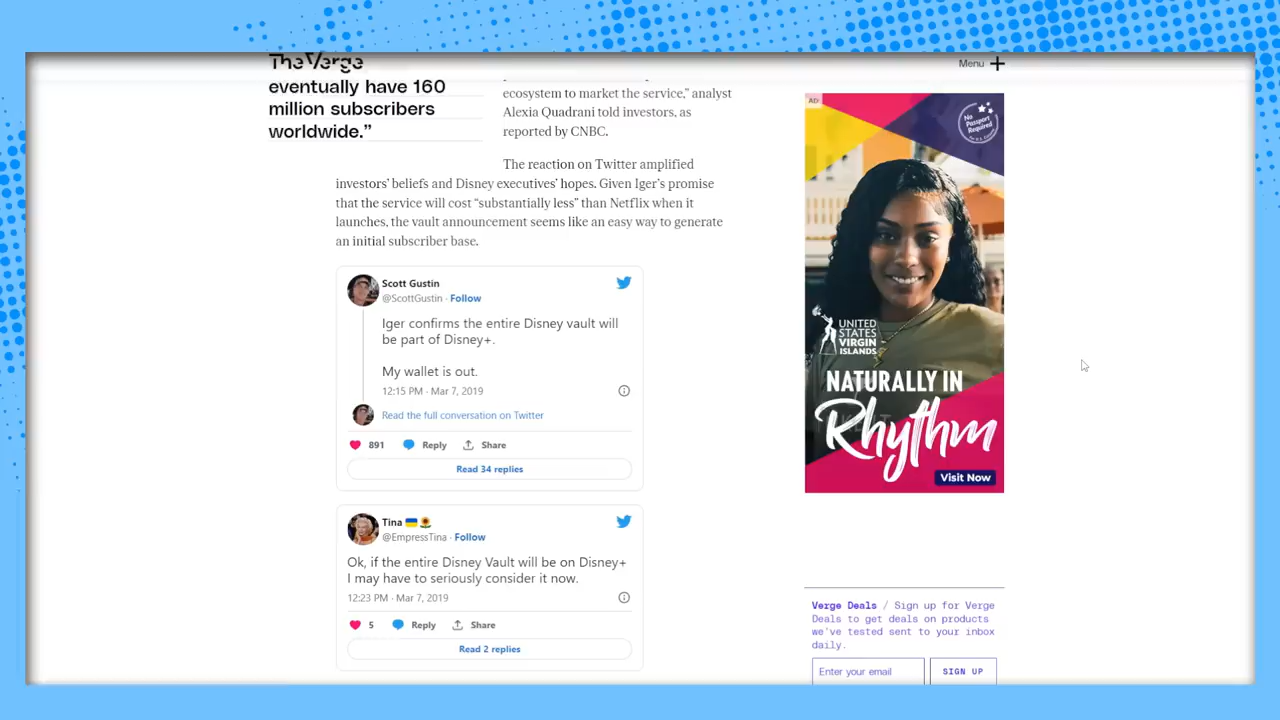 The Verge
Menu
eventually have 160
million subscribers
worldwide.”
ecosystem to market the service,” analyst
Alexia Quadrani told investors, as
reported by CNBC.
The reaction on Twitter amplified
investors’ beliefs and Disney executives’ hopes. Given Iger’s promise
that the service will cost “substantially less” than Netflix when it
launches, the vault announcement seems like an easy way to generate
an initial subscriber base.
Scott Gustin
@ScottGustin · Follow
Iger confirms the entire Disney vault will
be part of Disney+.
My wallet is out.
12:15 PM · Mar 7, 2019
Read the full conversation on Twitter
891 Reply Share
Read 34 replies
Tina
@EmpressTina · Follow
Ok, if the entire Disney Vault will be on Disney+
I may have to seriously consider it now.
12:23 PM · Mar 7, 2019
5 Reply Share
Read 2 replies
AD
No
Passport
Required
UNITED
STATES
VIRGIN
ISLANDS
NATURALLY IN
Rhythm
Visit Now
Verge Deals / Sign up for Verge
Deals to get deals on products
we've tested sent to your inbox
daily.
Enter your email
SIGN UP